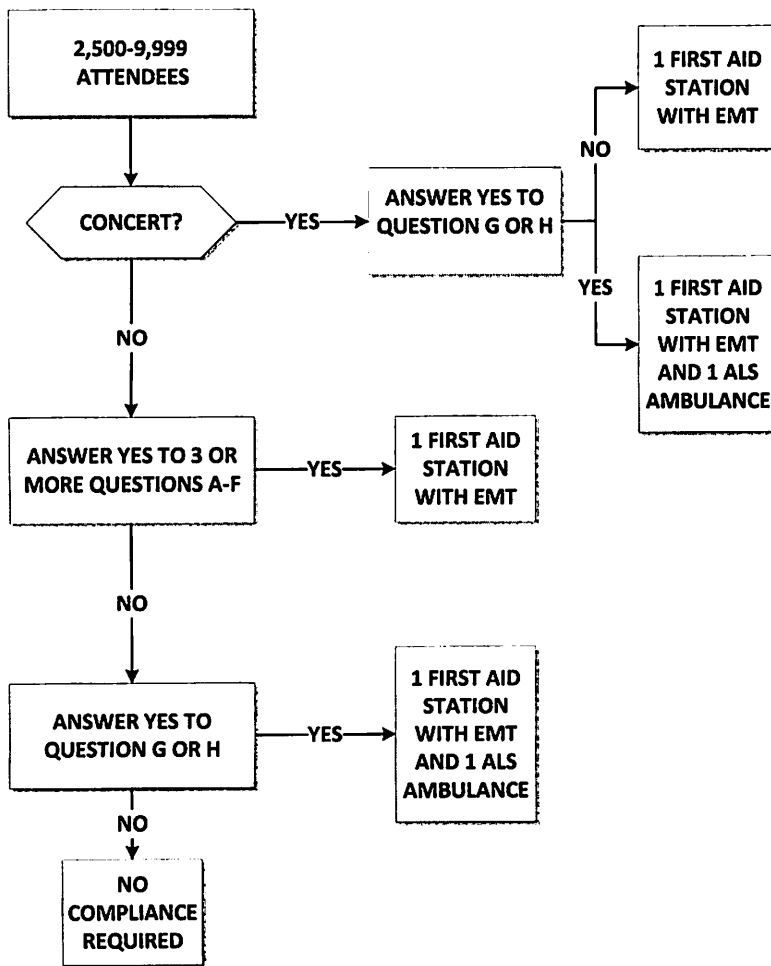 2,500-9,999
ATTENDEES
1 FIRST AID
STATION
WITH EMT
NO
CONCERT?
YES
ANSWER YES TO
QUESTION G OR H
YES
1 FIRST AID
STATION
WITH EMT
AND 1 ALS
AMBULANCE
NO
ANSWER YES TO 3 OR
MORE QUESTIONS A-F
YES
1 FIRST AID
STATION
WITH EMT
NO
ANSWER YES TO
QUESTION G OR H
YES
1 FIRST AID
STATION
WITH EMT
AND 1 ALS
AMBULANCE
NO
NO
COMPLIANCE
REQUIRED